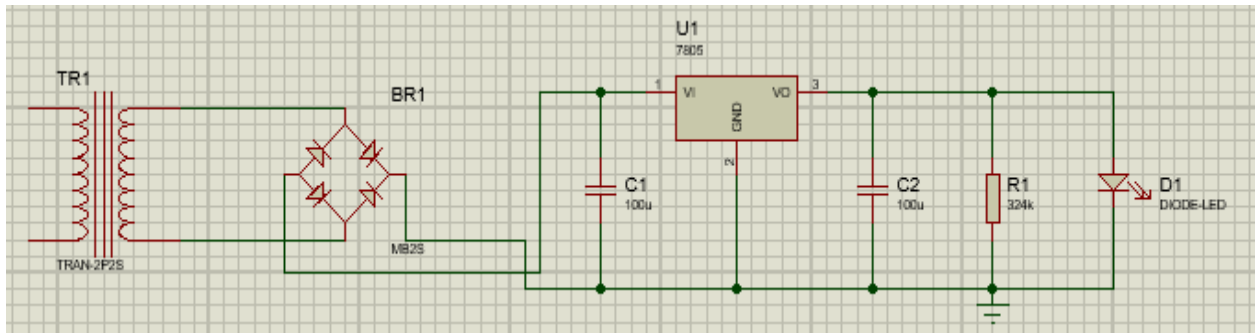 U1
7805
TR1
BR1
1
VI
VO
3
GND
2
C1
100u
C2
100u
R1
324k
D1
DIODE-LED
MB2S
TRAN-2P2S